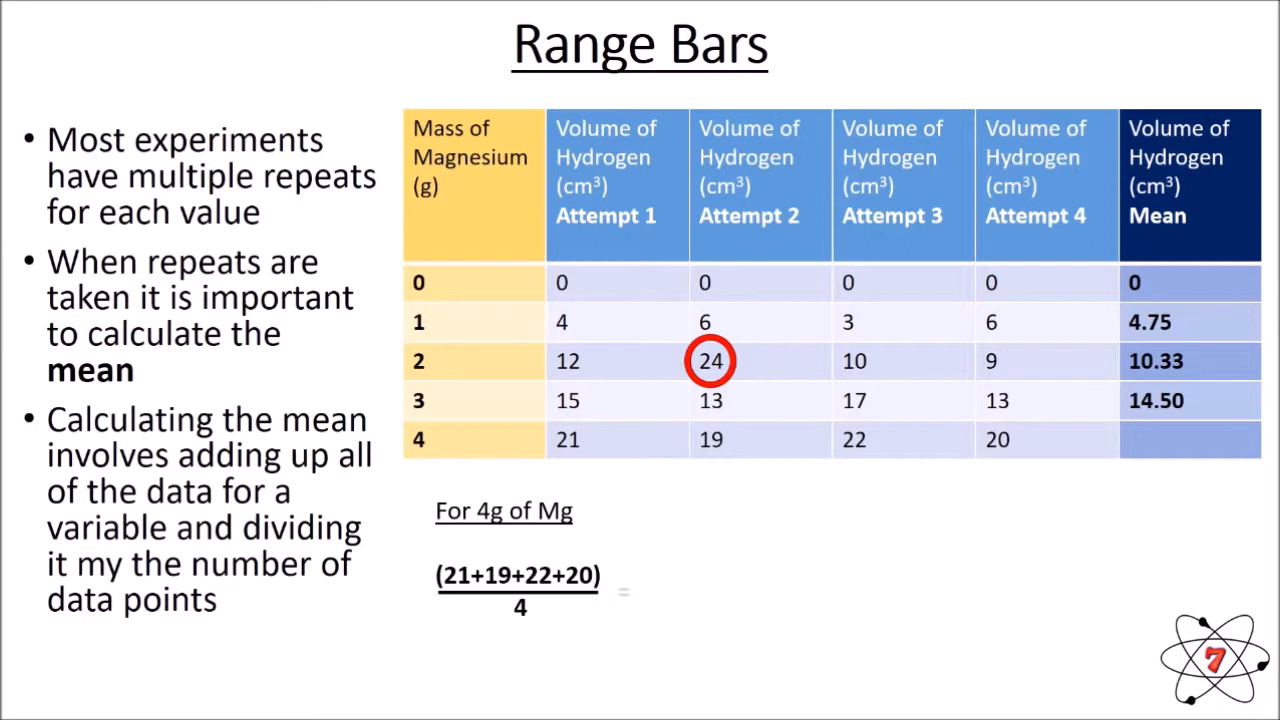 Range Bars
• Most experiments
have multiple repeats
for each value
• When repeats are
taken it is important
to calculate the
mean
• Calculating the mean
involves adding up all
of the data for a
variable and dividing
it my the number of
data points
Mass of Magnesium (g) Volume of Hydrogen (cm³) Attempt 1 Volume of Hydrogen (cm³) Attempt 2 Volume of Hydrogen (cm³) Attempt 3 Volume of Hydrogen (cm³) Attempt 4 Volume of Hydrogen (cm³) Mean
0 0 0 0 0 0
1 4 6 3 6 4.75
2 12 24 10 9 10.33
3 15 13 17 13 14.50
4 21 19 22 20
For 4g of Mg
(21+19+22+20)
=
4
7